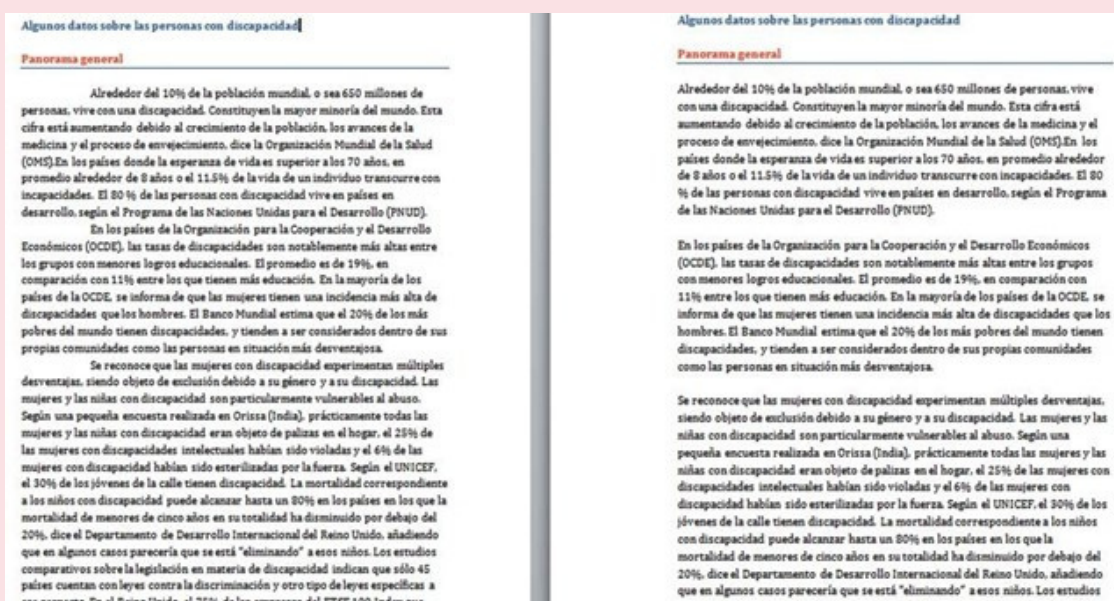 Algunos datos sobre las personas con discapacidad
Panorama general
Alrededor del 10% de la población mundial, o sea 650 millones de
personas, vive con una discapacidad. Constituyen la mayor minoría del mundo. Esta
cifra está aumentando debido al crecimiento de la población, los avances de la
medicina y el proceso de envejecimiento, dice la Organización Mundial de la Salud
(OMS).En los países donde la esperanza de vida es superior a los 70 años, en
promedio alrededor de 8 años o el 11.5% de la vida de un individuo transcurre con
incapacidades. El 80 % de las personas con discapacidad vive en países en
desarrollo, según el Programa de las Naciones Unidas para el Desarrollo (PNUD).
En los países de la Organización para la Cooperación y el Desarrollo
Económicos (OCDE), las tasas de discapacidades son notablemente más altas entre
los grupos con menores logros educacionales. El promedio es de 19%, en
comparación con 11% entre los que tienen más educación. En la mayoría de los
países de la OCDE, se informa de que las mujeres tienen una incidencia más alta de
discapacidades que los hombres. El Banco Mundial estima que el 20% de los más
pobres del mundo tienen discapacidades, y tienden a ser considerados dentro de sus
propias comunidades como las personas en situación más desventajosa.
Se reconoce que las mujeres con discapacidad experimentan múltiples
desventajas, siendo objeto de exclusión debido a su género y a su discapacidad. Las
mujeres y las niñas con discapacidad son particularmente vulnerables al abuso.
Según una pequeña encuesta realizada en Orissa (India), prácticamente todas las
mujeres y las niñas con discapacidad eran objeto de palizas en el hogar, el 25% de
las mujeres con discapacidades intelectuales habían sido violadas y el 6% de las
mujeres con discapacidad habían sido esterilizadas por la fuerza. Según el UNICEF,
el 30% de los jóvenes de la calle tienen discapacidad. La mortalidad correspondiente
a los niños con discapacidad puede alcanzar hasta un 80% en los países en los que la
mortalidad de menores de cinco años en su totalidad ha disminuido por debajo del
20%, dice el Departamento de Desarrollo Internacional del Reino Unido, añadiendo
que en algunos casos parecería que se está "eliminando" a esos niños. Los estudios
comparativos sobre la legislación en materia de discapacidad indican que sólo 45
países cuentan con leyes contra la discriminación y otro tipo de leyes específicas a
Algunos datos sobre las personas con discapacidad
Panorama general
Alrededor del 10% de la población mundial, o sea 650 millones de personas, vive
con una discapacidad. Constituyen la mayor minoría del mundo. Esta cifra está
aumentando debido al crecimiento de la población, los avances de la medicina y el
proceso de envejecimiento, dice la Organización Mundial de la Salud (OMS).En los
países donde la esperanza de vida es superior a los 70 años, en promedio alrededor
de 8 años o el 11.5% de la vida de un individuo transcurre con incapacidades. El 80
% de las personas con discapacidad vive en países en desarrollo, según el Programa
de las Naciones Unidas para el Desarrollo (PNUD).
En los países de la Organización para la Cooperación y el Desarrollo Económicos
(OCDE), las tasas de discapacidades son notablemente más altas entre los grupos
con menores logros educacionales. El promedio es de 19%, en comparación con
11% entre los que tienen más educación. En la mayoría de los países de la OCDE, se
informa de que las mujeres tienen una incidencia más alta de discapacidades que los
hombres. El Banco Mundial estima que el 20% de los más pobres del mundo tienen
discapacidades, y tienden a ser considerados dentro de sus propias comunidades
como las personas en situación más desventajosa.
Se reconoce que las mujeres con discapacidad experimentan múltiples desventajas,
siendo objeto de exclusión debido a su género y a su discapacidad. Las mujeres y las
niñas con discapacidad son particularmente vulnerables al abuso. Según una
pequeña encuesta realizada en Orissa (India), prácticamente todas las mujeres y las
niñas con discapacidad eran objeto de palizas en el hogar, el 25% de las mujeres con
discapacidades intelectuales habían sido violadas y el 6% de las mujeres con
discapacidad habían sido esterilizadas por la fuerza. Según el UNICEF, el 30% de los
jóvenes de la calle tienen discapacidad. La mortalidad correspondiente a los niños
con discapacidad puede alcanzar hasta un 80% en los países en los que la
mortalidad de menores de cinco años en su totalidad ha disminuido por debajo del
20%, dice el Departamento de Desarrollo Internacional del Reino Unido, añadiendo
que en algunos casos parecería que se está "eliminando" a esos niños. Los estudios